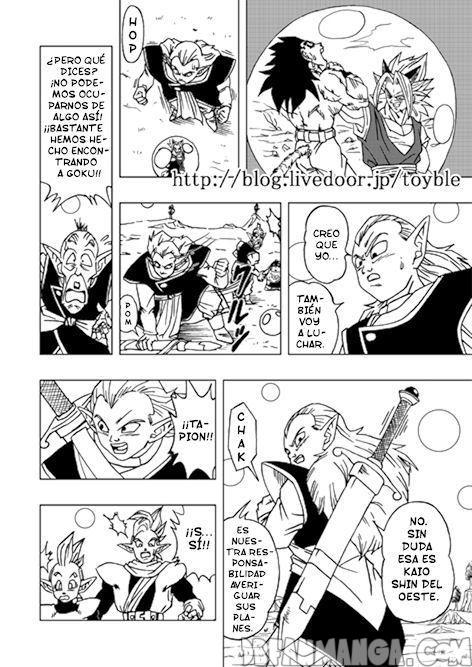 http://blog.livedoor.jp/toyble
HOP
CREO
QUE
YO...
TAM-
BIÉN
VOY A
LU-
CHAR.
POM
¿PERO QUÉ
DICES?
¡NO PODE-
MOS OCU-
PARNOS DE
ALGO ASÍ!
¡¡BASTANTE
HEMOS HE-
CHO ENCON-
TRANDO
A GOKU!!
NO.
SIN
DUDA
ESA ES
KAIO
SHIN DEL
OESTE.
CHAK
ES
NUES-
TRA RES-
PONSA-
BILIDAD
AVERI-
GUAR
SUS
PLA-
NES.
¡¡TA-
PION!!
¡¡S...
SÍ!!